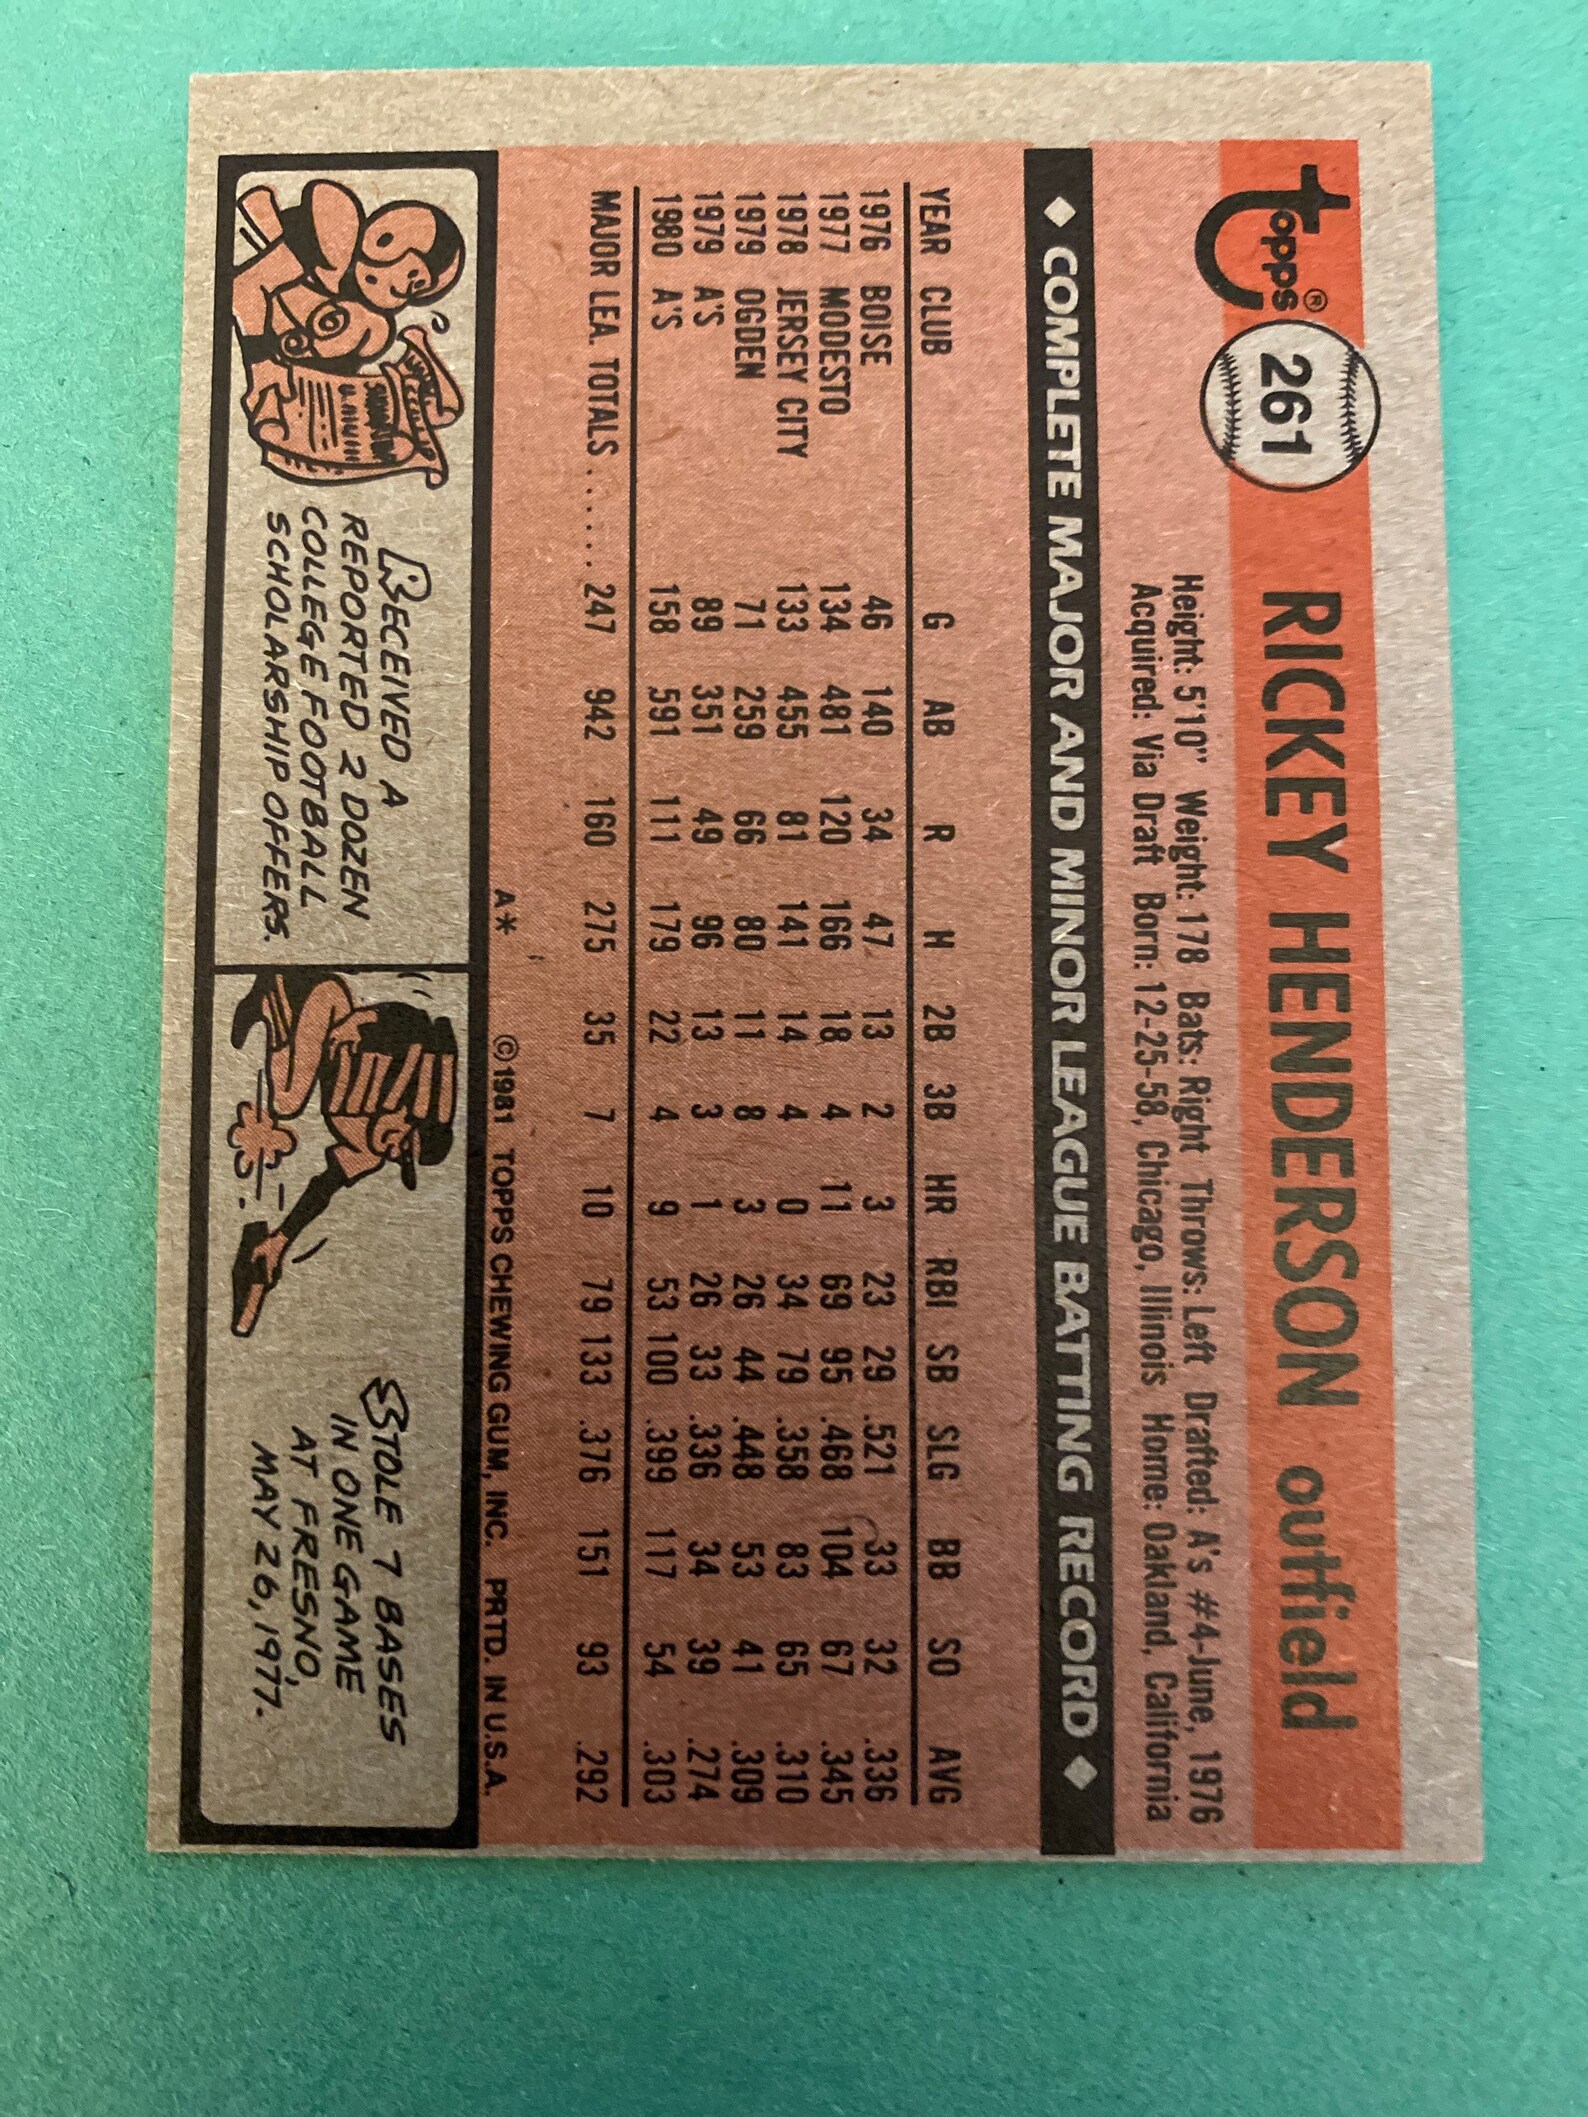 topps®
261
RICKEY HENDERSON outfield
Height: 5'10" Weight: 178 Bats: Right Throws: Left Drafted: A's #4-June, 1976
Acquired: Via Draft Born: 12-25-58, Chicago, Illinois Home: Oakland, California
◆ COMPLETE MAJOR AND MINOR LEAGUE BATTING RECORD ◆
YEAR CLUB G AB R H 2B 3B HR RBI SB SLG BB SO AVG
1976 BOISE 46 140 34 47 13 2 3 23 29 .521 33 32 .336
1977 MODESTO 134 481 120 166 18 4 11 69 95 .468 104 67 .345
1978 JERSEY CITY 133 455 81 141 14 4 0 34 79 .358 83 65 .310
1979 OGDEN 71 259 66 80 11 8 3 26 44 .448 53 41 .309
1979 A'S 89 351 49 96 13 3 1 26 33 .336 34 39 .274
1980 A'S 158 591 111 179 22 4 9 53 100 .399 117 54 .303
MAJOR LEA. TOTALS...... 247 942 160 275 35 7 10 79 133 .376 151 93 .292
A* ©1981 TOPPS CHEWING GUM, INC. PRTD. IN U.S.A.
RECEIVED A
REPORTED 2 DOZEN
COLLEGE FOOTBALL
SCHOLARSHIP OFFERS.
STOLE 7 BASES
IN ONE GAME
AT FRESNO,
MAY 26, 1977.